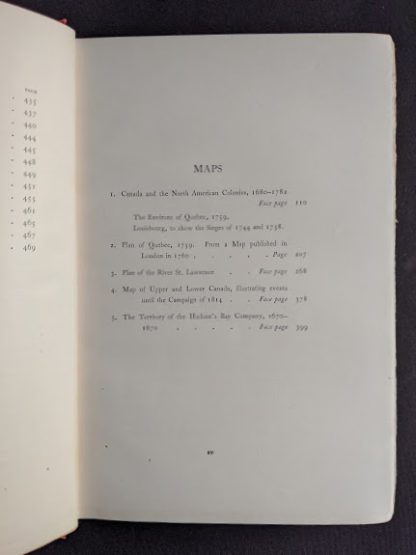 PAGE
. 435
. 437
. 440
. 444
. 445
. 448
. 449
. 451
. 453
. 461
. 465
. 467
. 469
MAPS
1. Canada and the North American Colonies, 1680–1782
Face page 110
The Environs of Quebec, 1759.
Louisbourg, to show the Sieges of 1744 and 1758.
2. Plan of Quebec, 1759. From a Map published in
London in 1760 . . . . . Page 207
3. Plan of the River St. Lawrence . Face page 268
4. Map of Upper and Lower Canada, illustrating events
until the Campaign of 1814 . . Face page 378
5. The Territory of the Hudson's Bay Company, 1670–
1870 . . . . . Face page 399